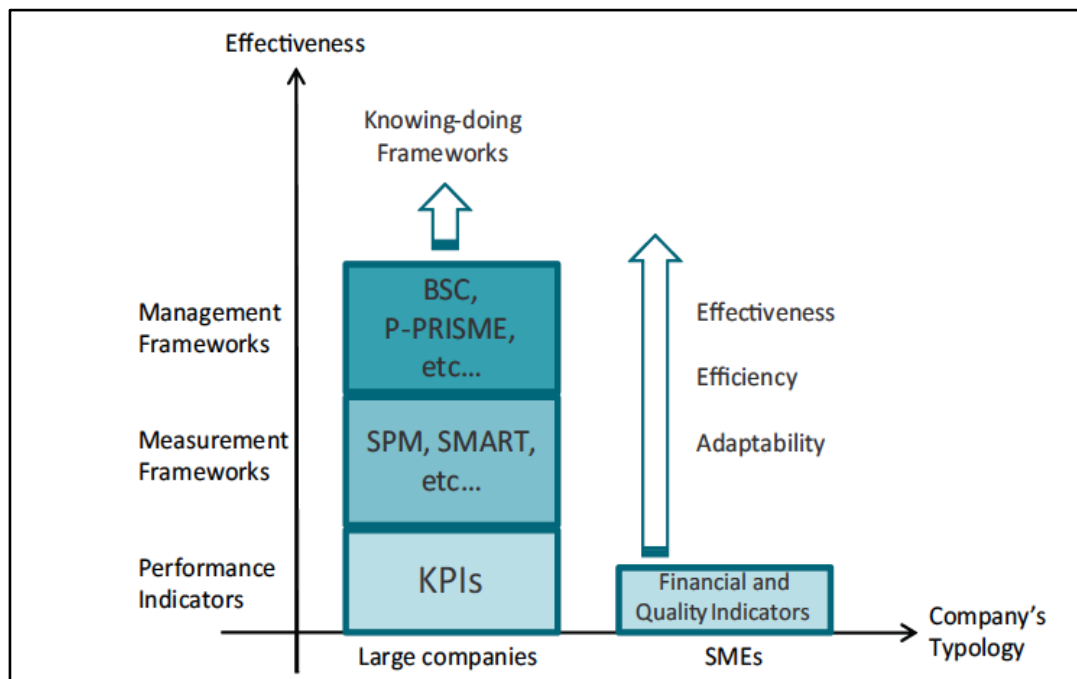 Effectiveness
Knowing-doing
Frameworks
Management
Frameworks
BSC,
P-PRISME,
etc...
Effectiveness
Efficiency
Adaptability
Measurement
Frameworks
SPM, SMART,
etc...
Performance
Indicators
KPIs
Financial and
Quality Indicators
Company's
Typology
Large companies
SMEs